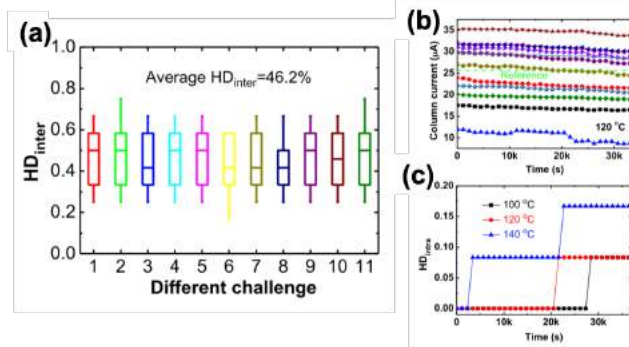 (a)
HD_inter
1.0
0.8
0.6
0.4
0.2
0.0
Average HD_inter=46.2%
1 2 3 4 5 6 7 8 9 10 11
Different challenge
(b)
Column current (μA)
35
30
25
20
15
10
Reference
120 °C
0 10k 20k 30k
Time (s)
(c)
HD_intra
0.20
0.15
0.10
0.05
0.00
100 °C
120 °C
140 °C
0 10k 20k 30k
Time (s)